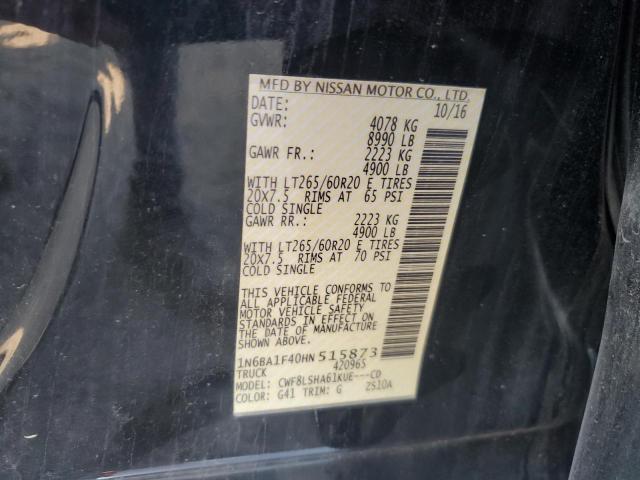 MFD BY NISSAN MOTOR CO., LTD.
DATE: 10/16
GVWR: 4078 KG
8990 LB
GAWR FR.: 2223 KG
4900 LB
WITH LT265/60R20 E TIRES
20X7.5 RIMS AT 65 PSI
COLD SINGLE
GAWR RR.: 2223 KG
4900 LB
WITH LT265/60R20 E TIRES
20X7.5 RIMS AT 70 PSI
COLD SINGLE
THIS VEHICLE CONFORMS TO
ALL APPLICABLE FEDERAL
MOTOR VEHICLE SAFETY
STANDARDS IN EFFECT ON
THE DATE OF MANUFACTURE
SHOWN ABOVE.
1N6BA1F40HN515873
TRUCK 420965
MODEL: CWF8LSHA61KUE---CD
COLOR: G41 TRIM: G 2S10A